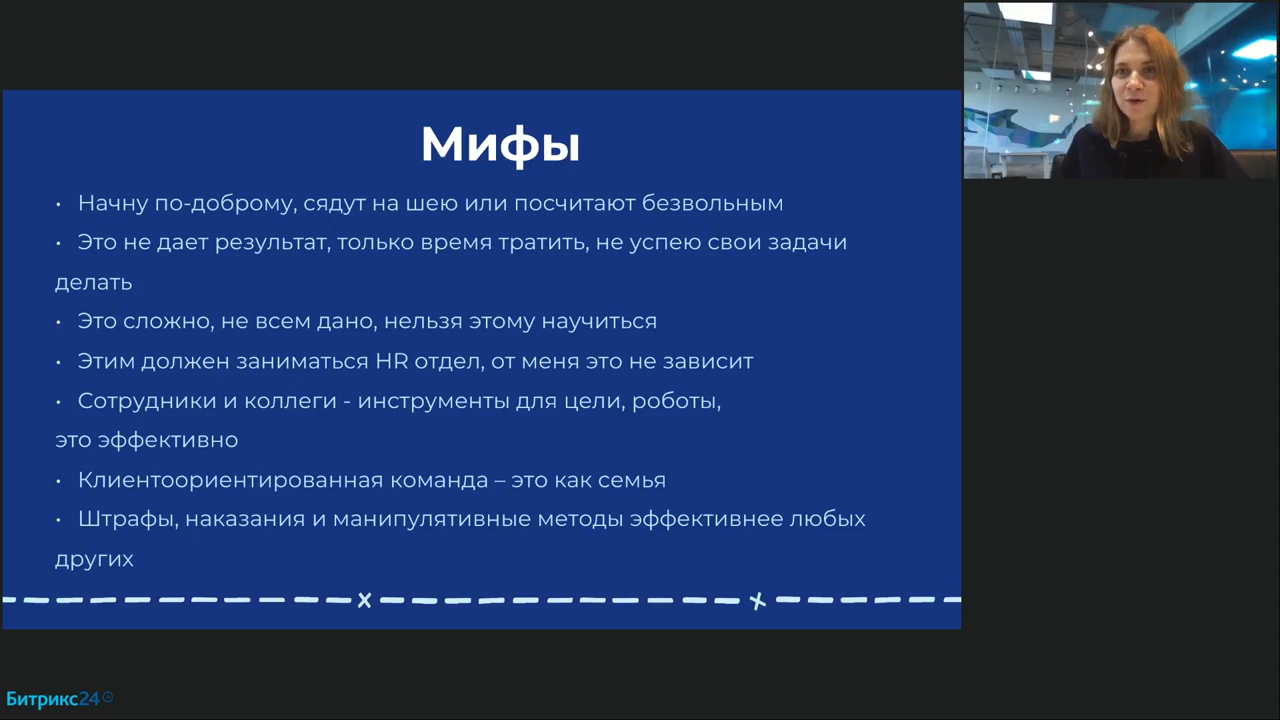 Мифы
• Начну по-доброму, сядут на шею или посчитают безвольным
• Это не дает результат, только время тратить, не успею свои задачи
делать
• Это сложно, не всем дано, нельзя этому научиться
• Этим должен заниматься HR отдел, от меня это не зависит
• Сотрудники и коллеги - инструменты для цели, роботы,
это эффективно
• Клиентоориентированная команда – это как семья
• Штрафы, наказания и манипулятивные методы эффективнее любых
других
Битрикс24